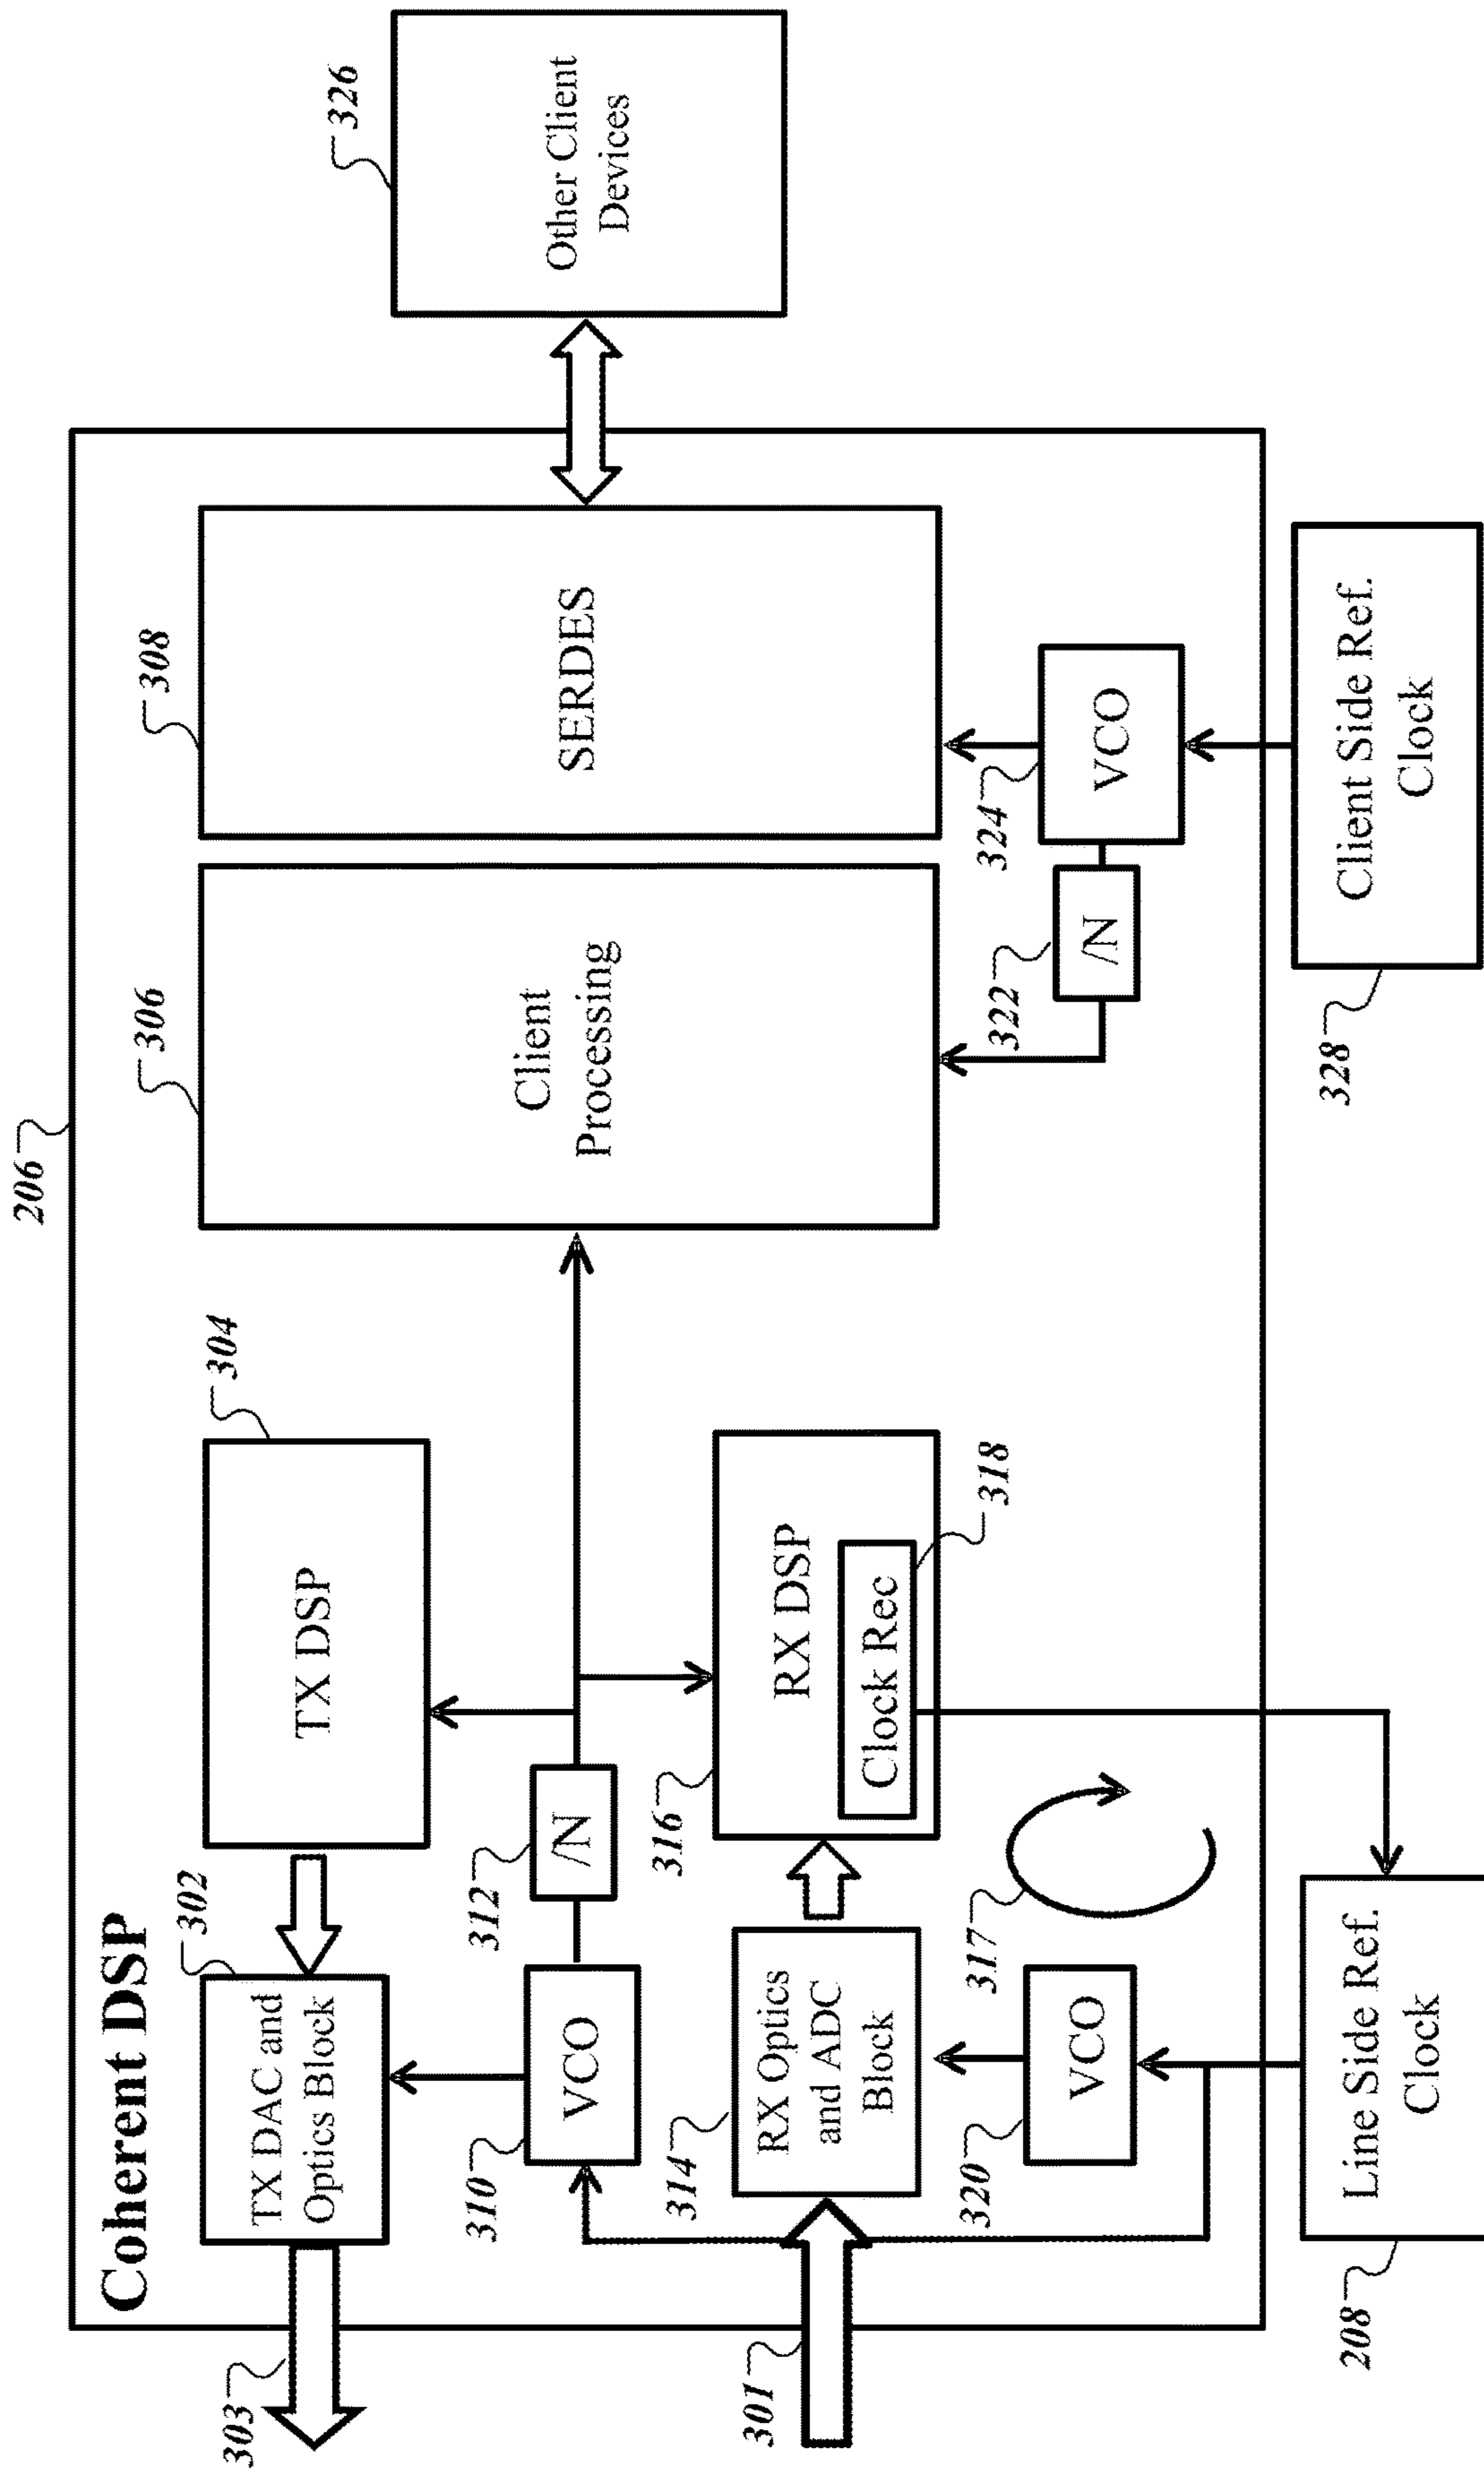 206
Coherent DSP
303
TX DAC and
Optics Block
302
TX DSP
304
Client
Processing
306
SERDES
308
Other Client
Devices
326
310
VCO
312
/N
301
314
RX Optics
and ADC
Block
316
RX DSP
Clock Rec
318
317
320
VCO
322
/N
324
VCO
208
Line Side Ref.
Clock
328
Client Side Ref.
Clock